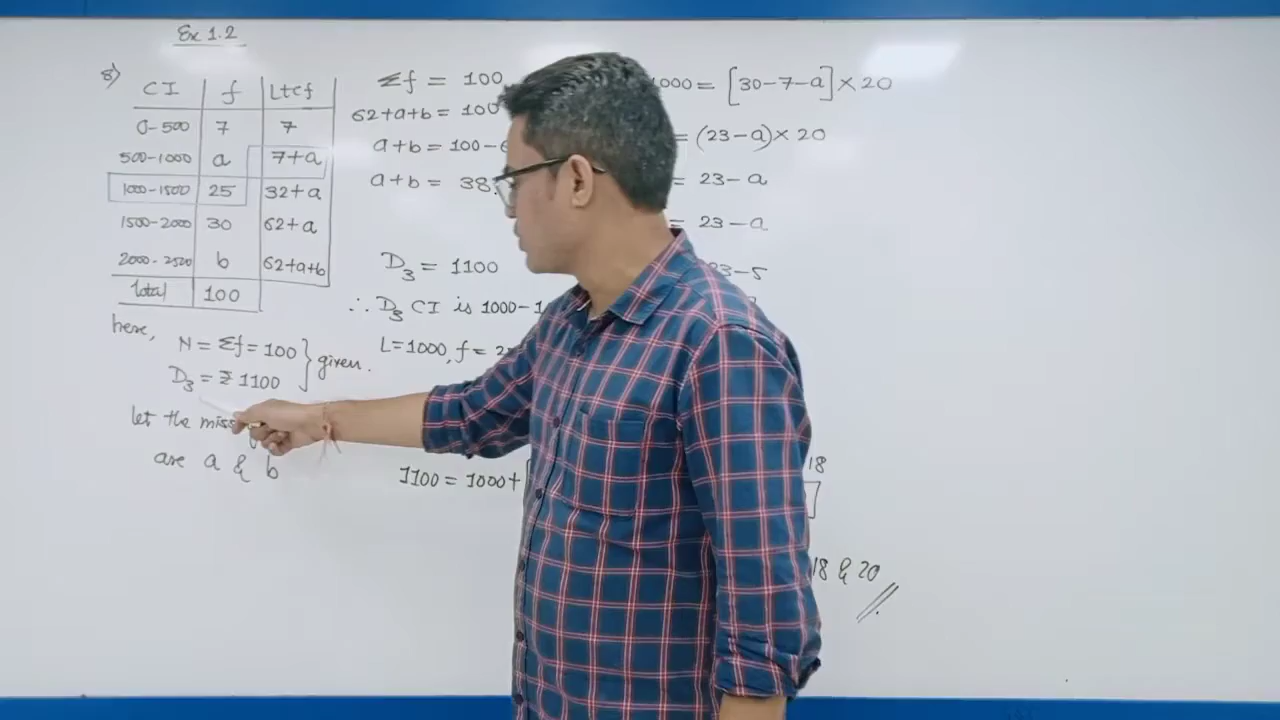 Ex 1.2
8)
CI f Ltcf
0-500 7 7
500-1000 a 7+a
1000-1500 25 32+a
1500-2000 30 62+a
2000-2500 b 62+a+b
Total 100
here,
N = Σf = 100
D₃ = ₹ 1100
} given.
let the
are a & b
Σf = 100
62+a+b = 100
a+b = 100-
a+b = 38
D₃ = 1100
∴ D₃ CI is 1000-1
L=1000, f = 2
1100 = 1000+
000 = [30-7-a] × 20
= (23-a) × 20
= 23-a
= 23-a
3-5
18
18 & 20